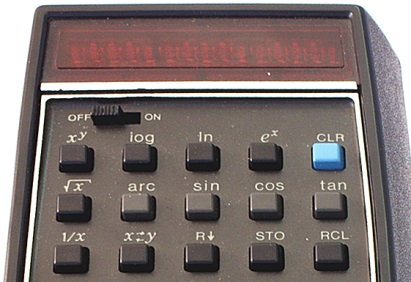 OFF ON
xʸ log ln eˣ CLR
√x arc sin cos tan
1/x x⇄y R↓ STO RCL